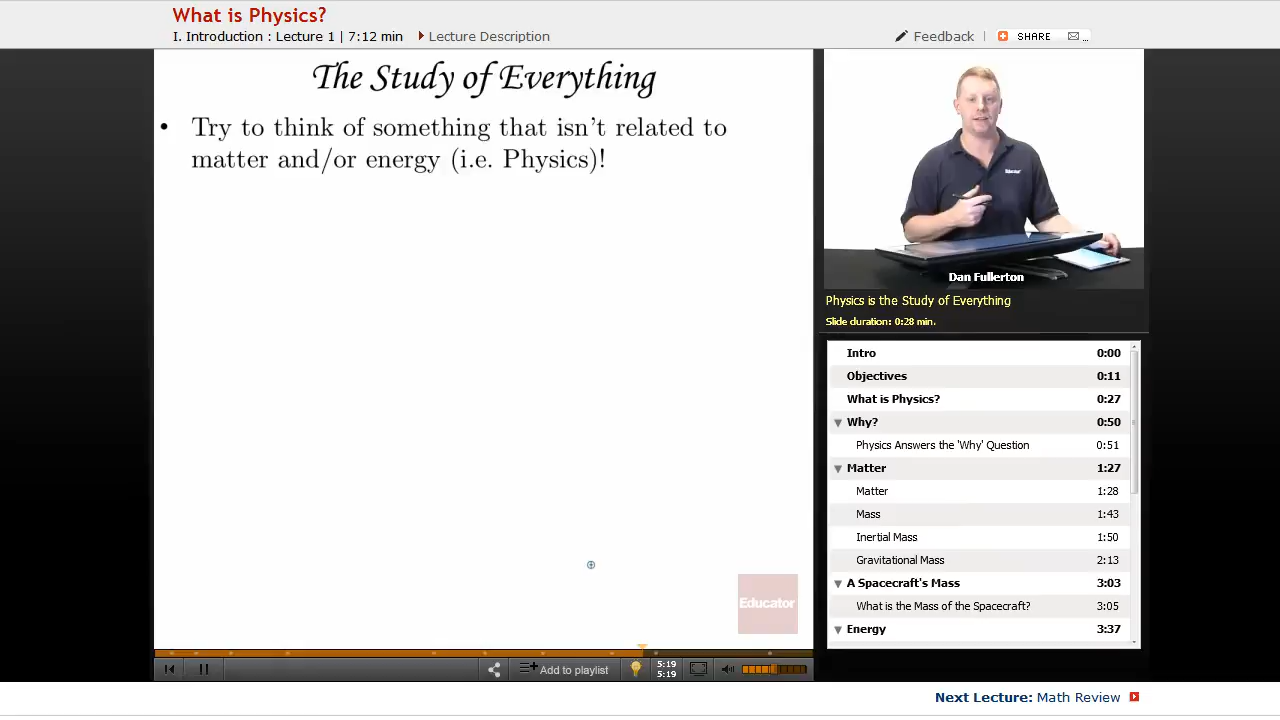 What is Physics?
I. Introduction : Lecture 1 | 7:12 min
Lecture Description
Feedback
SHARE
...
The Study of Everything
• Try to think of something that isn't related to
matter and/or energy (i.e. Physics)!
Educator
Dan Fullerton
Physics is the Study of Everything
Slide duration: 0:28 min.
Intro 0:00
Objectives 0:11
What is Physics? 0:27
Why? 0:50
Physics Answers the 'Why' Question 0:51
Matter 1:27
Matter 1:28
Mass 1:43
Inertial Mass 1:50
Gravitational Mass 2:13
A Spacecraft's Mass 3:03
What is the Mass of the Spacecraft? 3:05
Energy 3:37
Add to playlist
5:19
5:19
Next Lecture: Math Review